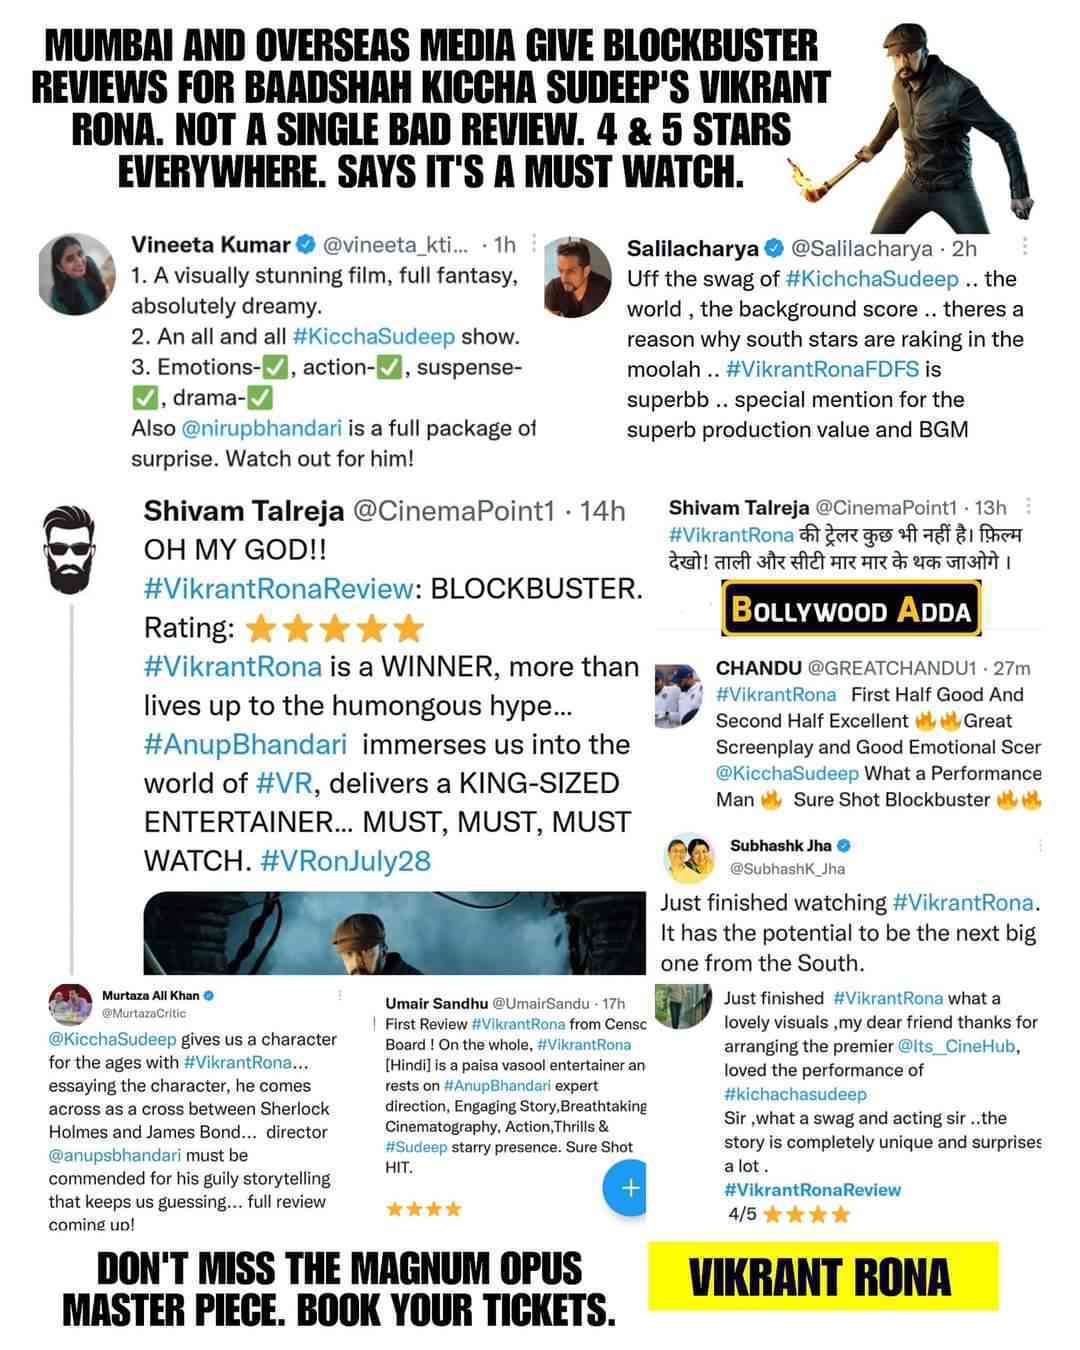 MUMBAI AND OVERSEAS MEDIA GIVE BLOCKBUSTER
REVIEWS FOR BAADSHAH KICCHA SUDEEP'S VIKRANT
RONA. NOT A SINGLE BAD REVIEW. 4 & 5 STARS
EVERYWHERE. SAYS IT'S A MUST WATCH.
Vineeta Kumar @vineeta_kti... · 1h
1. A visually stunning film, full fantasy,
absolutely dreamy.
2. An all and all #KicchaSudeep show.
3. Emotions-✅, action-✅, suspense-
✅, drama-✅
Also @nirupbhandari is a full package of
surprise. Watch out for him!
Salilacharya @Salilacharya · 2h
Uff the swag of #KichchaSudeep .. the
world , the background score .. theres a
reason why south stars are raking in the
moolah .. #VikrantRonaFDFS is
superbb .. special mention for the
superb production value and BGM
Shivam Talreja @CinemaPoint1 · 14h
OH MY GOD!!
#VikrantRonaReview: BLOCKBUSTER.
Rating: ⭐⭐⭐⭐⭐
#VikrantRona is a WINNER, more than
lives up to the humongous hype...
#AnupBhandari immerses us into the
world of #VR, delivers a KING-SIZED
ENTERTAINER... MUST, MUST, MUST
WATCH. #VRonJuly28
Shivam Talreja @CinemaPoint1 · 13h
#VikrantRona की ट्रेलर कुछ भी नहीं है। फ़िल्म
देखो! ताली और सीटी मार मार के थक जाओगे ।
BOLLYWOOD ADDA
CHANDU @GREATCHANDU1 · 27m
#VikrantRona First Half Good And
Second Half Excellent 🔥🔥Great
Screenplay and Good Emotional Scer
@KicchaSudeep What a Performance
Man 🔥 Sure Shot Blockbuster 🔥🔥
Subhashk Jha
@SubhashK_Jha
Just finished watching #VikrantRona.
It has the potential to be the next big
one from the South.
Murtaza Ali Khan
@MurtazaCritic
@KicchaSudeep gives us a character
for the ages with #VikrantRona...
essaying the character, he comes
across as a cross between Sherlock
Holmes and James Bond... director
@anupsbhandari must be
commended for his guily storytelling
that keeps us guessing... full review
coming up!
Umair Sandhu @UmairSandu · 17h
First Review #VikrantRona from Censc
Board ! On the whole, #VikrantRona
[Hindi] is a paisa vasool entertainer an
rests on #AnupBhandari expert
direction, Engaging Story,Breathtaking
Cinematography, Action,Thrills &
#Sudeep starry presence. Sure Shot
HIT.
⭐⭐⭐⭐
+
Just finished #VikrantRona what a
lovely visuals ,my dear friend thanks for
arranging the premier @Its__CineHub,
loved the performance of
#kichachasudeep
Sir ,what a swag and acting sir ..the
story is completely unique and surprises
a lot .
#VikrantRonaReview
4/5 ⭐⭐⭐⭐
DON'T MISS THE MAGNUM OPUS
MASTER PIECE. BOOK YOUR TICKETS.
VIKRANT RONA